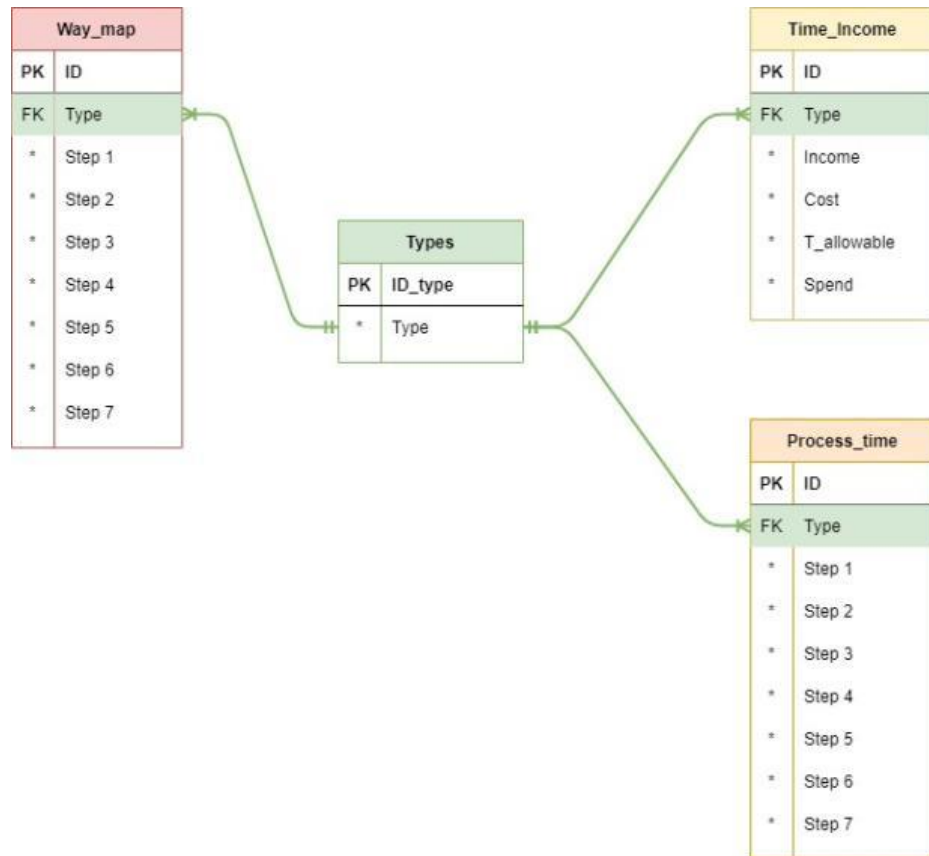 Way_map
PK ID
FK Type
* Step 1
* Step 2
* Step 3
* Step 4
* Step 5
* Step 6
* Step 7
Types
PK ID_type
* Type
Time_Income
PK ID
FK Type
* Income
* Cost
* T_allowable
* Spend
Process_time
PK ID
FK Type
* Step 1
* Step 2
* Step 3
* Step 4
* Step 5
* Step 6
* Step 7